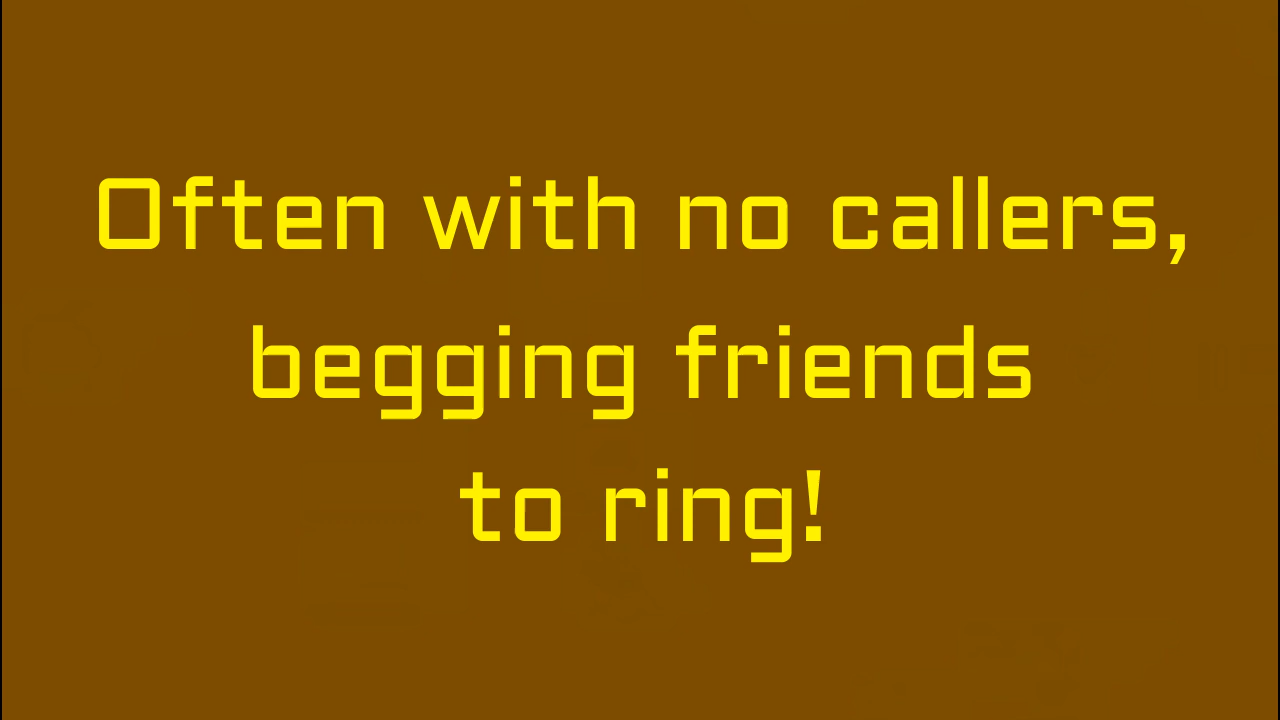 Often with no callers,
begging friends
to ring!